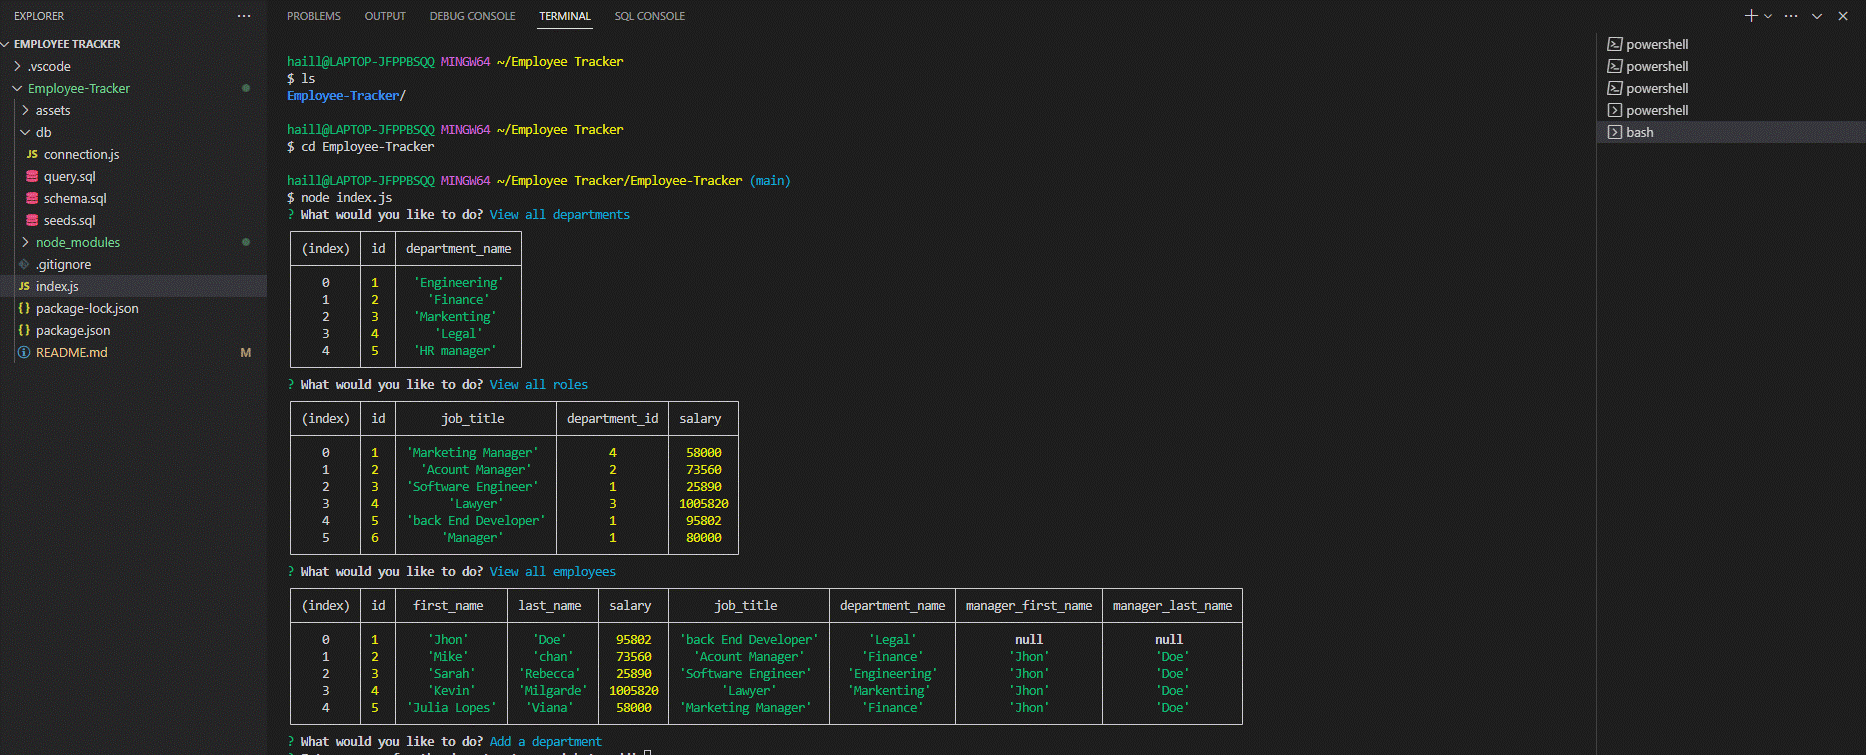 EXPLORER
EMPLOYEE TRACKER
.vscode
Employee-Tracker
assets
db
JS connection.js
query.sql
schema.sql
seeds.sql
node_modules
.gitignore
JS index.js
{} package-lock.json
{} package.json
README.md M
PROBLEMS OUTPUT DEBUG CONSOLE TERMINAL SQL CONSOLE
haill@LAPTOP-JFPPBSQQ MINGW64 ~/Employee Tracker
$ ls
Employee-Tracker/
haill@LAPTOP-JFPPBSQQ MINGW64 ~/Employee Tracker
$ cd Employee-Tracker
haill@LAPTOP-JFPPBSQQ MINGW64 ~/Employee Tracker/Employee-Tracker (main)
$ node index.js
? What would you like to do? View all departments
(index) id department_name
0 1 'Engineering'
1 2 'Finance'
2 3 'Markenting'
3 4 'Legal'
4 5 'HR manager'
? What would you like to do? View all roles
(index) id job_title department_id salary
0 1 'Marketing Manager' 4 58000
1 2 'Acount Manager' 2 73560
2 3 'Software Engineer' 1 25890
3 4 'Lawyer' 3 1005820
4 5 'back End Developer' 1 95802
5 6 'Manager' 1 80000
? What would you like to do? View all employees
(index) id first_name last_name salary job_title department_name manager_first_name manager_last_name
0 1 'Jhon' 'Doe' 95802 'back End Developer' 'Legal' null null
1 2 'Mike' 'chan' 73560 'Acount Manager' 'Finance' 'Jhon' 'Doe'
2 3 'Sarah' 'Rebecca' 25890 'Software Engineer' 'Engineering' 'Jhon' 'Doe'
3 4 'Kevin' 'Milgarde' 1005820 'Lawyer' 'Markenting' 'Jhon' 'Doe'
4 5 'Julia Lopes' 'Viana' 58000 'Marketing Manager' 'Finance' 'Jhon' 'Doe'
? What would you like to do? Add a department
powershell
powershell
powershell
powershell
bash